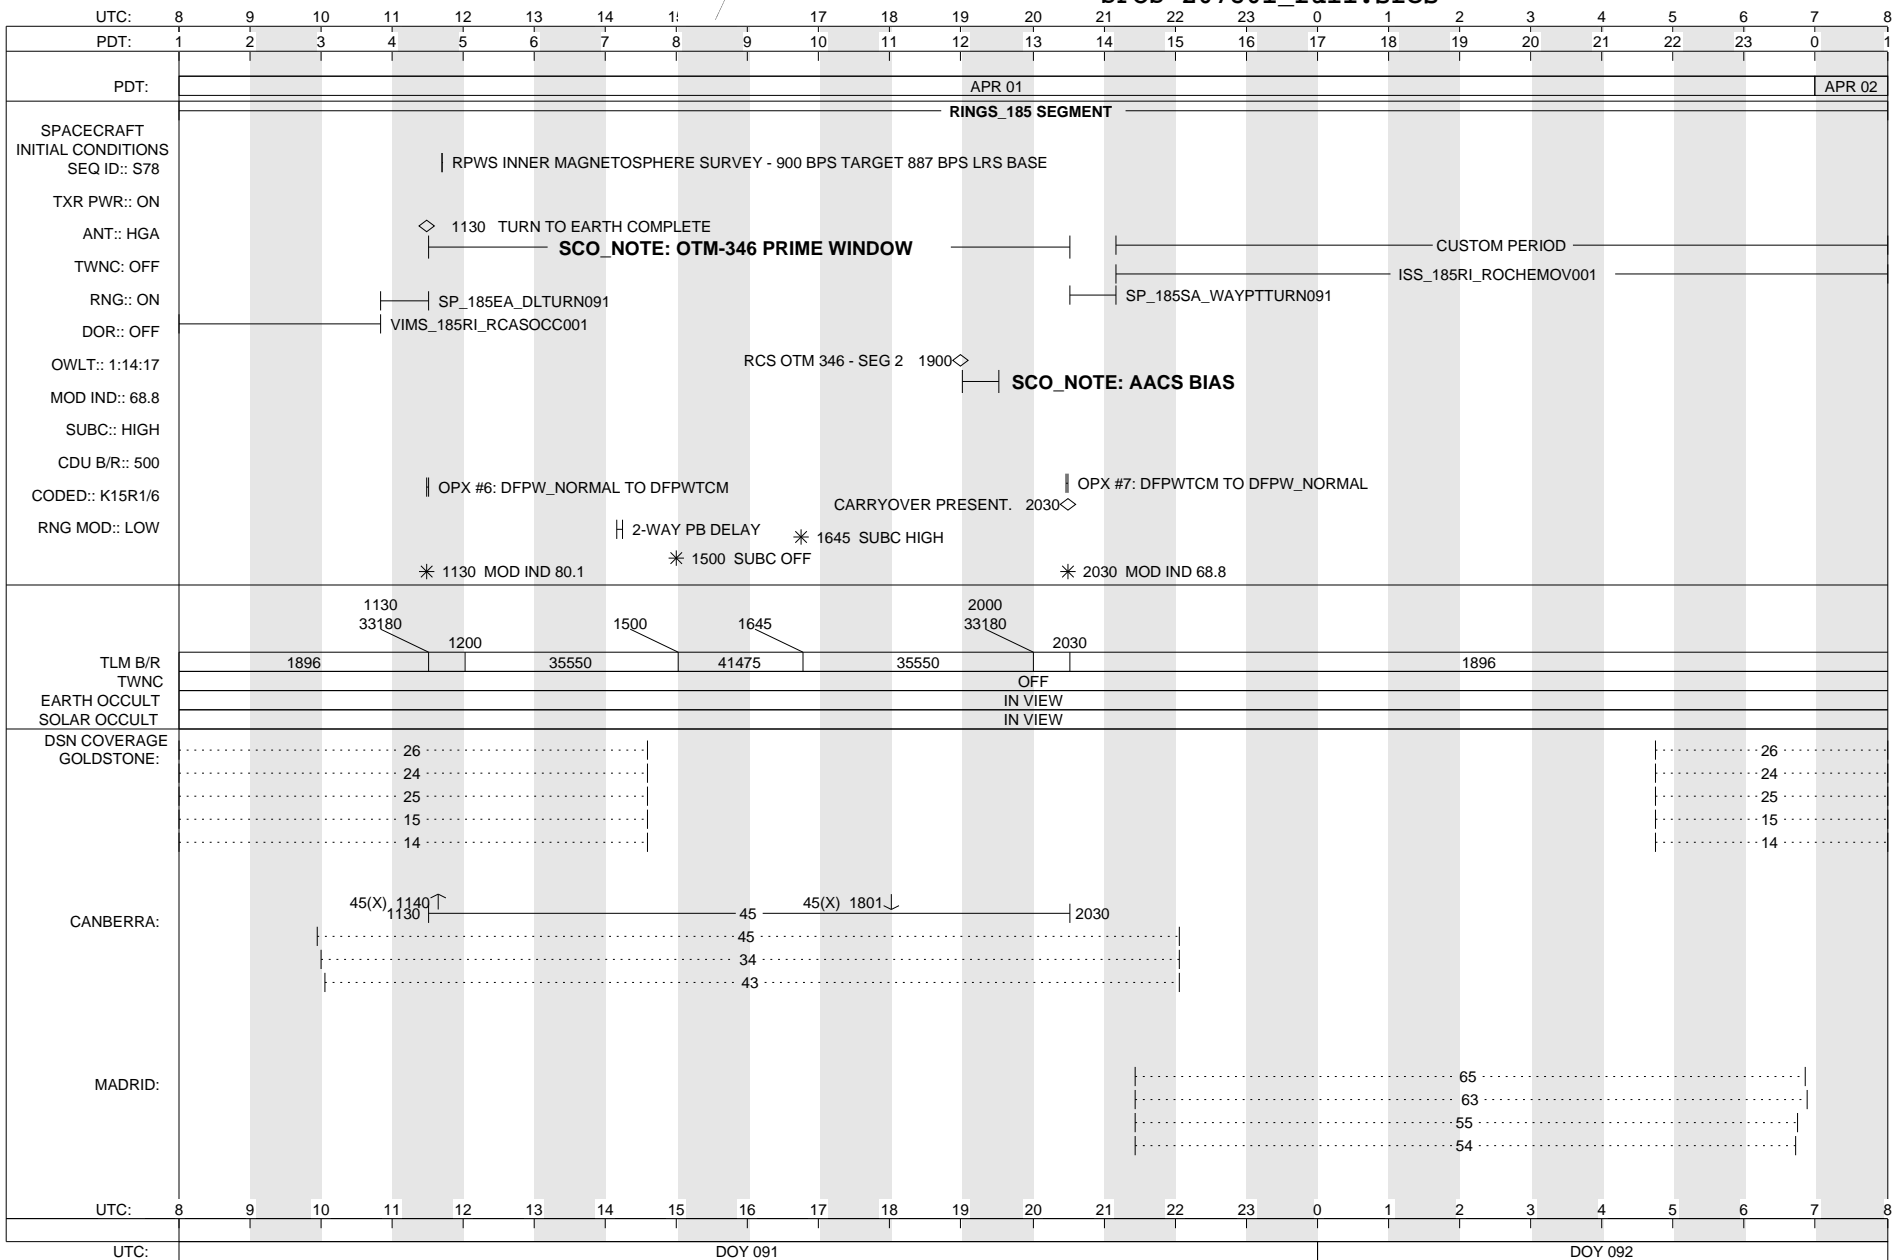 UTC: 8 9 10 11 12 13 14 17 18 19 20 21 22 23 0 1 2 3 4 5 6 7 8
PDT: 1 2 3 4 5 6 7 8 9 10 11 12 13 14 15 16 17 18 19 20 21 22 23 0 1
PDT: APR 01 APR 02
RINGS_185 SEGMENT
SPACECRAFT
INITIAL CONDITIONS
SEQ ID:: S78
RPWS INNER MAGNETOSPHERE SURVEY - 900 BPS TARGET 887 BPS LRS BASE
TXR PWR:: ON
1130 TURN TO EARTH COMPLETE
ANT:: HGA
SCO_NOTE: OTM-346 PRIME WINDOW
CUSTOM PERIOD
TWNC: OFF
ISS_185RI_ROCHEMOV001
RNG:: ON
SP_185EA_DLTURN091
SP_185SA_WAYPTTURN091
VIMS_185RI_RCASOCC001
DOR:: OFF
OWLT:: 1:14:17
RCS OTM 346 - SEG 2 1900
SCO_NOTE: AACS BIAS
MOD IND:: 68.8
SUBC:: HIGH
CDU B/R:: 500
OPX #6: DFPW_NORMAL TO DFPWTCM
OPX #7: DFPWTCM TO DFPW_NORMAL
CODED:: K15R1/6
CARRYOVER PRESENT. 2030
RNG MOD:: LOW
2-WAY PB DELAY
1645 SUBC HIGH
1500 SUBC OFF
1130 MOD IND 80.1
2030 MOD IND 68.8
1130 2000
33180 1500 1645 33180
1200 2030
TLM B/R 1896 35550 41475 35550 1896
TWNC OFF
EARTH OCCULT IN VIEW
SOLAR OCCULT IN VIEW
DSN COVERAGE
GOLDSTONE:
26 26
24 24
25 25
15 15
14 14
45(X) 1140 45(X) 1801
CANBERRA: 1130 45 2030
45
34
43
MADRID: 65
63
55
54
UTC: 8 9 10 11 12 13 14 15 16 17 18 19 20 21 22 23 0 1 2 3 4 5 6 7 8
UTC: DOY 091 DOY 092